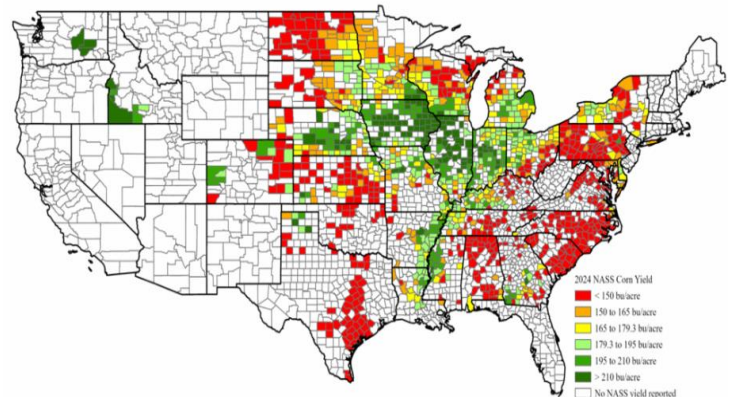 2024 NASS Corn Yield
< 150 bu/acre
150 to 165 bu/acre
165 to 179.3 bu/acre
179.3 to 195 bu/acre
195 to 210 bu/acre
> 210 bu/acre
No NASS yield reported